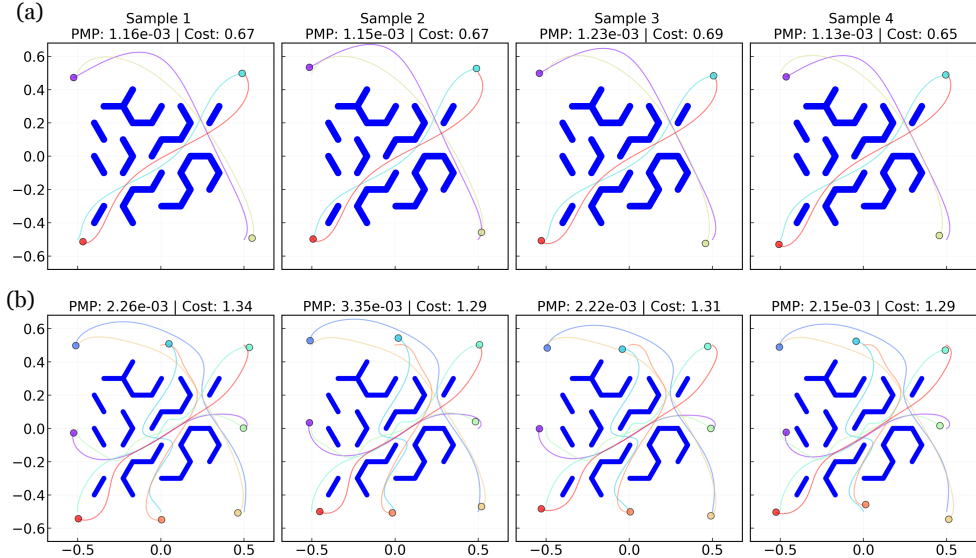 (a)
Sample 1
PMP: 1.16e-03 | Cost: 0.67
Sample 2
PMP: 1.15e-03 | Cost: 0.67
Sample 3
PMP: 1.23e-03 | Cost: 0.69
Sample 4
PMP: 1.13e-03 | Cost: 0.65
0.6
0.4
0.2
0.0
−0.2
−0.4
−0.6
(b)
PMP: 2.26e-03 | Cost: 1.34
PMP: 3.35e-03 | Cost: 1.29
PMP: 2.22e-03 | Cost: 1.31
PMP: 2.15e-03 | Cost: 1.29
0.6
0.4
0.2
0.0
−0.2
−0.4
−0.6
−0.5 0.0 0.5
−0.5 0.0 0.5
−0.5 0.0 0.5
−0.5 0.0 0.5